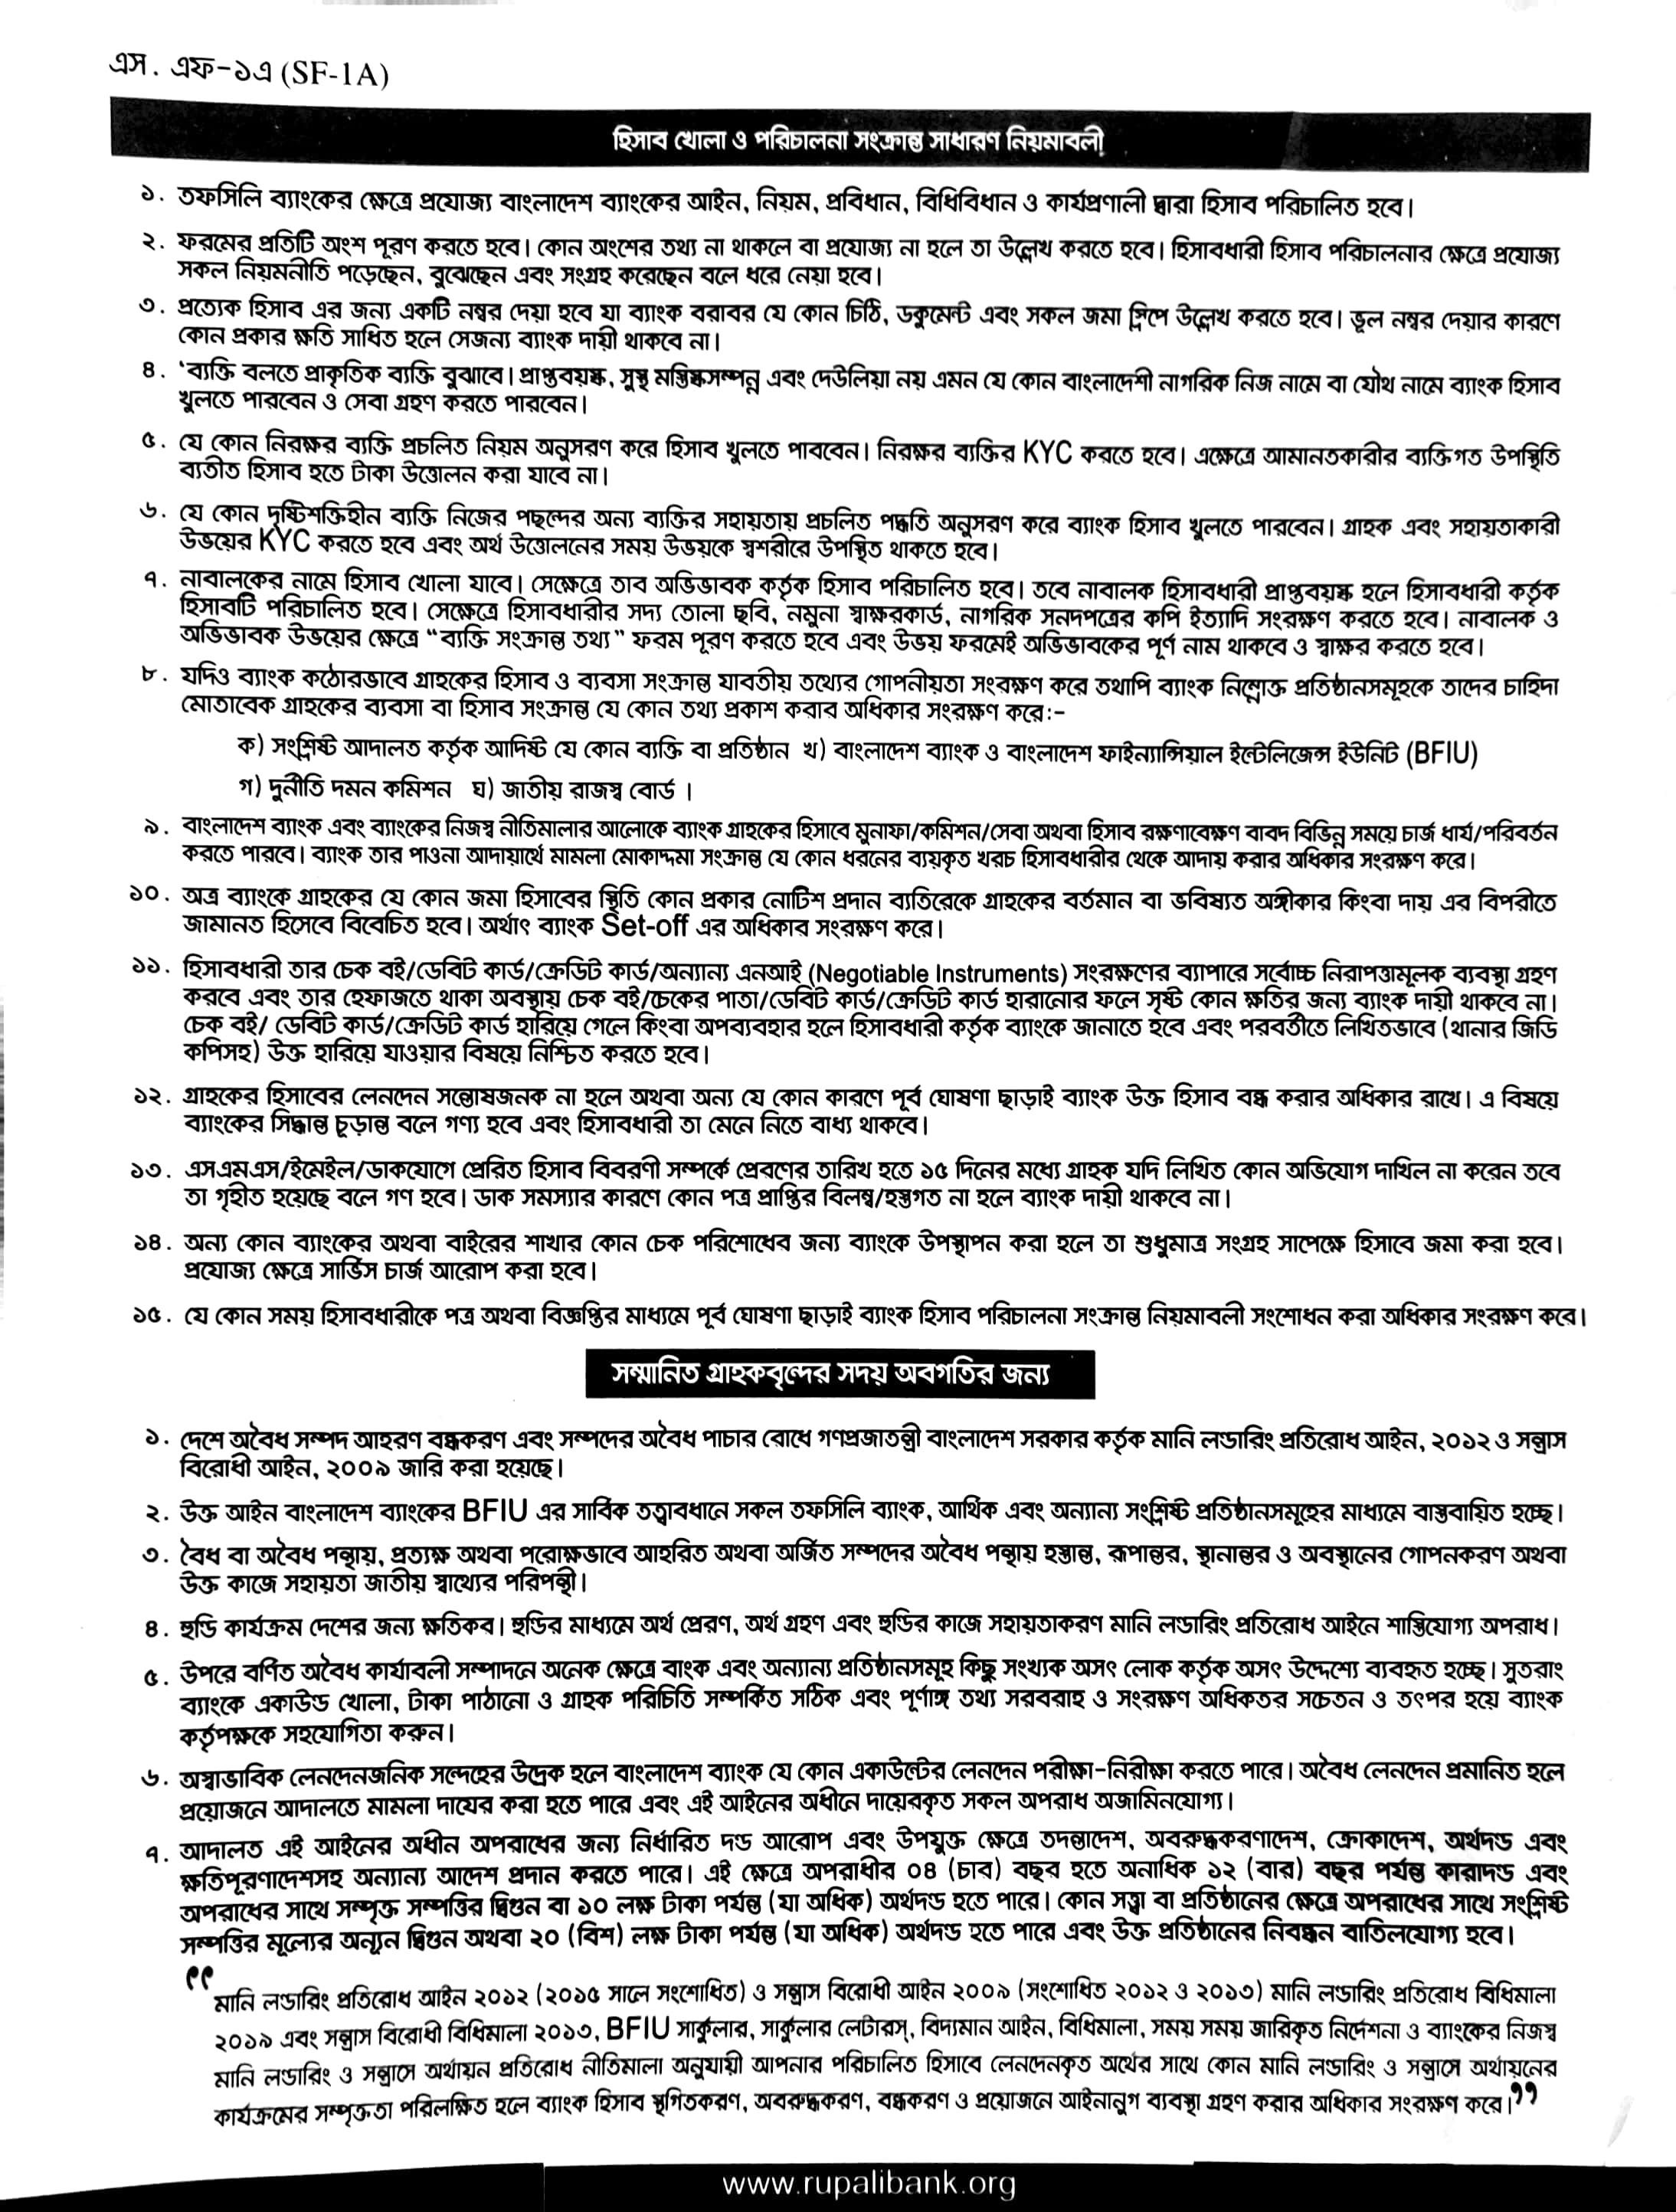 এস. এফ-১এ (SF-1A)
হিসাব খোলা ও পরিচালনা সংক্রান্ত সাধারণ নিয়মাবলী
১. তফসিলি ব্যাংকের ক্ষেত্রে প্রযোজ্য বাংলাদেশ ব্যাংকের আইন, নিয়ম, প্রবিধান, বিধিবিধান ও কার্যপ্রণালী দ্বারা হিসাব পরিচালিত হবে।
২. ফরমের প্রতিটি অংশ পূরণ করতে হবে। কোন অংশের তথ্য না থাকলে বা প্রযোজ্য না হলে তা উল্লেখ করতে হবে। হিসাবধারী হিসাব পরিচালনার ক্ষেত্রে প্রযোজ্য
সকল নিয়মনীতি পড়েছেন, বুঝেছেন এবং সংগ্রহ করেছেন বলে ধরে নেয়া হবে।
৩. প্রত্যেক হিসাব এর জন্য একটি নম্বর দেয়া হবে যা ব্যাংক বরাবর যে কোন চিঠি, ডকুমেন্ট এবং সকল জমা স্লিপে উল্লেখ করতে হবে। ভূল নম্বর দেয়ার কারণে
কোন প্রকার ক্ষতি সাধিত হলে সেজন্য ব্যাংক দায়ী থাকবে না।
৪. ‘ব্যক্তি বলতে প্রাকৃতিক ব্যক্তি বুঝাবে। প্রাপ্তবয়স্ক, সুস্থ মস্তিষ্কসম্পন্ন এবং দেউলিয়া নয় এমন যে কোন বাংলাদেশী নাগরিক নিজ নামে বা যৌথ নামে ব্যাংক হিসাব
খুলতে পারবেন ও সেবা গ্রহণ করতে পারবেন।
৫. যে কোন নিরক্ষর ব্যক্তি প্রচলিত নিয়ম অনুসরণ করে হিসাব খুলতে পাববেন। নিরক্ষর ব্যক্তির KYC করতে হবে। এক্ষেত্রে আমানতকারীর ব্যক্তিগত উপস্থিতি
ব্যতীত হিসাব হতে টাকা উত্তোলন করা যাবে না।
৬. যে কোন দৃষ্টিশক্তিহীন ব্যক্তি নিজের পছন্দের অন্য ব্যক্তির সহায়তায় প্রচলিত পদ্ধতি অনুসরণ করে ব্যাংক হিসাব খুলতে পারবেন। গ্রাহক এবং সহায়তাকারী
উভয়ের KYC করতে হবে এবং অর্থ উত্তোলনের সময় উভয়কে স্বশরীরে উপস্থিত থাকতে হবে।
৭. নাবালকের নামে হিসাব খোলা যাবে। সেক্ষেত্রে তাব অভিভাবক কর্তৃক হিসাব পরিচালিত হবে। তবে নাবালক হিসাবধারী প্রাপ্তবয়স্ক হলে হিসাবধারী কর্তৃক
হিসাবটি পরিচালিত হবে। সেক্ষেত্রে হিসাবধারীর সদ্য তোলা ছবি, নমুনা স্বাক্ষরকার্ড, নাগরিক সনদপত্রের কপি ইত্যাদি সংরক্ষণ করতে হবে। নাবালক ও
অভিভাবক উভয়ের ক্ষেত্রে “ব্যক্তি সংক্রান্ত তথ্য” ফরম পূরণ করতে হবে এবং উভয় ফরমেই অভিভাবকের পূর্ণ নাম থাকবে ও স্বাক্ষর করতে হবে।
৮. যদিও ব্যাংক কঠোরভাবে গ্রাহকের হিসাব ও ব্যবসা সংক্রান্ত যাবতীয় তথ্যের গোপনীয়তা সংরক্ষণ করে তথাপি ব্যাংক নিম্নোক্ত প্রতিষ্ঠানসমূহকে তাদের চাহিদা
মোতাবেক গ্রাহকের ব্যবসা বা হিসাব সংক্রান্ত যে কোন তথ্য প্রকাশ করার অধিকার সংরক্ষণ করে:-
ক) সংশ্লিষ্ট আদালত কর্তৃক আদিষ্ট যে কোন ব্যক্তি বা প্রতিষ্ঠান খ) বাংলাদেশ ব্যাংক ও বাংলাদেশ ফাইন্যান্সিয়াল ইন্টেলিজেন্স ইউনিট (BFIU)
গ) দুর্নীতি দমন কমিশন ঘ) জাতীয় রাজস্ব বোর্ড ।
৯. বাংলাদেশ ব্যাংক এবং ব্যাংকের নিজস্ব নীতিমালার আলোকে ব্যাংক গ্রাহকের হিসাবে মুনাফা/কমিশন/সেবা অথবা হিসাব রক্ষণাবেক্ষণ বাবদ বিভিন্ন সময়ে চার্জ ধার্য/পরিবর্তন
করতে পারবে। ব্যাংক তার পাওনা আদায়ার্থে মামলা মোকাদ্দমা সংক্রান্ত যে কোন ধরনের ব্যয়কৃত খরচ হিসাবধারীর থেকে আদায় করার অধিকার সংরক্ষণ করে।
১০. অত্র ব্যাংকে গ্রাহকের যে কোন জমা হিসাবের স্থিতি কোন প্রকার নোটিশ প্রদান ব্যতিরেকে গ্রাহকের বর্তমান বা ভবিষ্যত অঙ্গীকার কিংবা দায় এর বিপরীতে
জামানত হিসেবে বিবেচিত হবে। অর্থাৎ ব্যাংক Set-off এর অধিকার সংরক্ষণ করে।
১১. হিসাবধারী তার চেক বই/ডেবিট কার্ড/ক্রেডিট কার্ড/অন্যান্য এনআই (Negotiable Instruments) সংরক্ষণের ব্যাপারে সর্বোচ্চ নিরাপত্তামূলক ব্যবস্থা গ্রহণ
করবে এবং তার হেফাজতে থাকা অবস্থায় চেক বই/চেকের পাতা/ডেবিট কার্ড/ক্রেডিট কার্ড হারানোর ফলে সৃষ্ট কোন ক্ষতির জন্য ব্যাংক দায়ী থাকবে না।
চেক বই/ ডেবিট কার্ড/ক্রেডিট কার্ড হারিয়ে গেলে কিংবা অপব্যবহার হলে হিসাবধারী কর্তৃক ব্যাংকে জানাতে হবে এবং পরবর্তীতে লিখিতভাবে (থানার জিডি
কপিসহ) উক্ত হারিয়ে যাওয়ার বিষয়ে নিশ্চিত করতে হবে।
১২. গ্রাহকের হিসাবের লেনদেন সন্তোষজনক না হলে অথবা অন্য যে কোন কারণে পূর্ব ঘোষণা ছাড়াই ব্যাংক উক্ত হিসাব বন্ধ করার অধিকার রাখে। এ বিষয়ে
ব্যাংকের সিদ্ধান্ত চূড়ান্ত বলে গণ্য হবে এবং হিসাবধারী তা মেনে নিতে বাধ্য থাকবে।
১৩. এসএমএস/ইমেইল/ডাকযোগে প্রেরিত হিসাব বিবরণী সম্পর্কে প্রেবণের তারিখ হতে ১৫ দিনের মধ্যে গ্রাহক যদি লিখিত কোন অভিযোগ দাখিল না করেন তবে
তা গৃহীত হয়েছে বলে গণ হবে। ডাক সমস্যার কারণে কোন পত্র প্রাপ্তির বিলম্ব/হস্তগত না হলে ব্যাংক দায়ী থাকবে না।
১৪. অন্য কোন ব্যাংকের অথবা বাইরের শাখার কোন চেক পরিশোধের জন্য ব্যাংকে উপস্থাপন করা হলে তা শুধুমাত্র সংগ্রহ সাপেক্ষে হিসাবে জমা করা হবে।
প্রযোজ্য ক্ষেত্রে সার্ভিস চার্জ আরোপ করা হবে।
১৫. যে কোন সময় হিসাবধারীকে পত্র অথবা বিজ্ঞপ্তির মাধ্যমে পূর্ব ঘোষণা ছাড়াই ব্যাংক হিসাব পরিচালনা সংক্রান্ত নিয়মাবলী সংশোধন করা অধিকার সংরক্ষণ কবে।
সম্মানিত গ্রাহকবৃন্দের সদয় অবগতির জন্য
১. দেশে অবৈধ সম্পদ আহরণ বন্ধকরণ এবং সম্পদের অবৈধ পাচার রোধে গণপ্রজাতন্ত্রী বাংলাদেশ সরকার কর্তৃক মানি লন্ডারিং প্রতিরোধ আইন, ২০১২ ও সন্ত্রাস
বিরোধী আইন, ২০০৯ জারি করা হয়েছে।
২. উক্ত আইন বাংলাদেশ ব্যাংকের BFIU এর সার্বিক তত্বাবধানে সকল তফসিলি ব্যাংক, আর্থিক এবং অন্যান্য সংশ্লিষ্ট প্রতিষ্ঠানসমূহের মাধ্যমে বাস্তবায়িত হচ্ছে।
৩. বৈধ বা অবৈধ পন্থায়, প্রত্যক্ষ অথবা পরোক্ষভাবে আহরিত অথবা অর্জিত সম্পদের অবৈধ পন্থায় হস্তান্ত, রূপান্তর, স্থানান্তর ও অবস্থানের গোপনকরণ অথবা
উক্ত কাজে সহায়তা জাতীয় স্বাথ্যের পরিপন্থী।
৪. হুন্ডি কার্যক্রম দেশের জন্য ক্ষতিকব। হুন্ডির মাধ্যমে অর্থ প্রেরণ, অর্থ গ্রহণ এবং হুন্ডির কাজে সহায়তাকরণ মানি লন্ডারিং প্রতিরোধ আইনে শাস্তিযোগ্য অপরাধ।
৫. উপরে বর্ণিত অবৈধ কার্যাবলী সম্পাদনে অনেক ক্ষেত্রে বাংক এবং অন্যান্য প্রতিষ্ঠানসমূহ কিছু সংখ্যক অসৎ লোক কর্তৃক অসৎ উদ্দেশ্যে ব্যবহৃত হচ্ছে। সুতরাং
ব্যাংকে একাউন্ড খোলা, টাকা পাঠানো ও গ্রাহক পরিচিতি সম্পর্কিত সঠিক এবং পূর্ণাঙ্গ তথ্য সরবরাহ ও সংরক্ষণ অধিকতর সচেতন ও তৎপর হয়ে ব্যাংক
কর্তৃপক্ষকে সহযোগিতা করুন।
৬. অস্বাভাবিক লেনদেনজনিক সন্দেহের উদ্রেক হলে বাংলাদেশ ব্যাংক যে কোন একাউন্টের লেনদেন পরীক্ষা-নিরীক্ষা করতে পারে। অবৈধ লেনদেন প্রমানিত হলে
প্রয়োজনে আদালতে মামলা দাযের করা হতে পারে এবং এই আইনের অধীনে দায়েবকৃত সকল অপরাধ অজামিনযোগ্য।
৭. আদালত এই আইনের অধীন অপরাধের জন্য নির্ধারিত দন্ড আরোপ এবং উপযুক্ত ক্ষেত্রে তদন্তাদেশ, অবরুদ্ধকরণাদেশ, ক্রোকাদেশ, অর্থদন্ড এবং
ক্ষতিপূরণাদেশসহ অন্যান্য আদেশ প্রদান করতে পারে। এই ক্ষেত্রে অপরাধীর ০৪ (চাব) বছর হতে অনাধিক ১২ (বার) বছর পর্যন্ত কারাদন্ড এবং
অপরাধের সাথে সম্পৃক্ত সম্পত্তির দ্বিগুন বা ১০ লক্ষ টাকা পর্যন্ত (যা অধিক) অর্থদন্ড হতে পারে। কোন সত্ত্বা বা প্রতিষ্ঠানের ক্ষেত্রে অপরাধের সাথে সংশ্লিষ্ট
সম্পত্তির মূল্যের অন্যূন দ্বিগুন অথবা ২০ (বিশ) লক্ষ টাকা পর্যন্ত (যা অধিক) অর্থদন্ড হতে পারে এবং উক্ত প্রতিষ্ঠানের নিবন্ধন বাতিলযোগ্য হবে।
“মানি লন্ডারিং প্রতিরোধ আইন ২০১২ (২০১৫ সালে সংশোধিত) ও সন্ত্রাস বিরোধী আইন ২০০৯ (সংশোধিত ২০১২ ও ২০১৩) মানি লন্ডারিং প্রতিরোধ বিধিমালা
২০১৯ এবং সন্ত্রাস বিরোধী বিধিমালা ২০১৩, BFIU সার্কুলার, সার্কুলার লেটারস্, বিদ্যমান আইন, বিধিমালা, সময় সময় জারিকৃত নির্দেশনা ও ব্যাংকের নিজস্ব
মানি লন্ডারিং ও সন্ত্রাসে অর্থায়ন প্রতিরোধ নীতিমালা অনুযায়ী আপনার পরিচালিত হিসাবে লেনদেনকৃত অর্থের সাথে কোন মানি লন্ডারিং ও সন্ত্রাসে অর্থায়নের
কার্যক্রমের সম্পৃক্ততা পরিলক্ষিত হলে ব্যাংক হিসাব স্থগিতকরণ, অবরুদ্ধকরণ, বন্ধকরণ ও প্রয়োজনে আইনানুগ ব্যবস্থা গ্রহণ করার অধিকার সংরক্ষণ করে।”
www.rupalibank.org